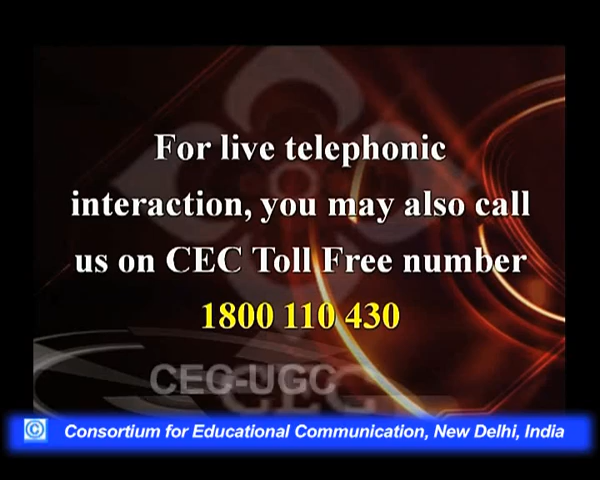 For live telephonic
interaction, you may also call
us on CEC Toll Free number
1800 110 430
CEC-UGC
CEC
© Consortium for Educational Communication, New Delhi, India